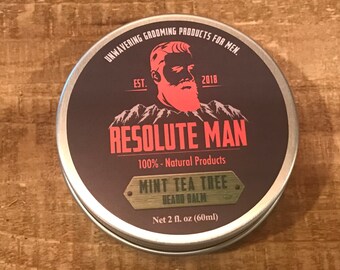 UNWAVERING GROOMING PRODUCTS FOR MEN.
EST. 2018
RESOLUTE MAN
100% - Natural Products
MINT TEA TREE
BEARD BALM
Net 2 fl. oz (60ml)